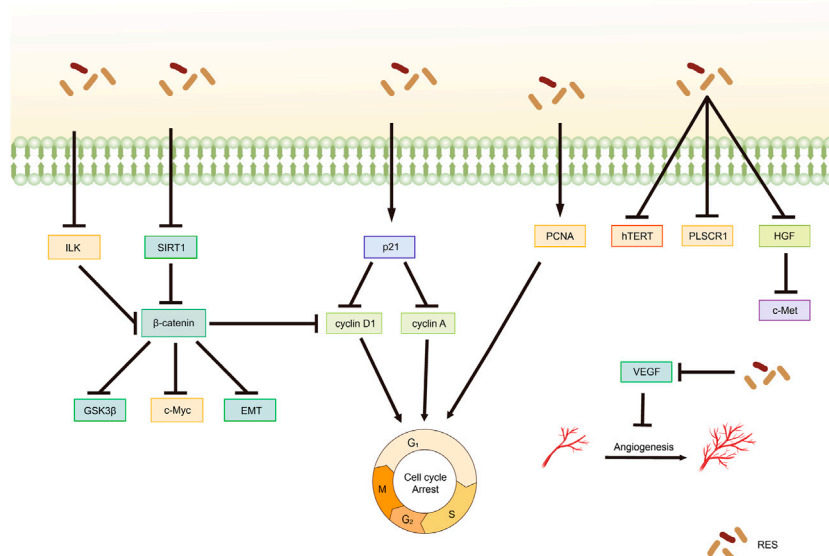 ILK
SIRT1
p21
PCNA
hTERT
PLSCR1
HGF
c-Met
β-catenin
cyclin D1
cyclin A
GSK3β
c-Myc
EMT
VEGF
Angiogenesis
G₁
Cell cycle
Arrest
M
S
G₂
RES